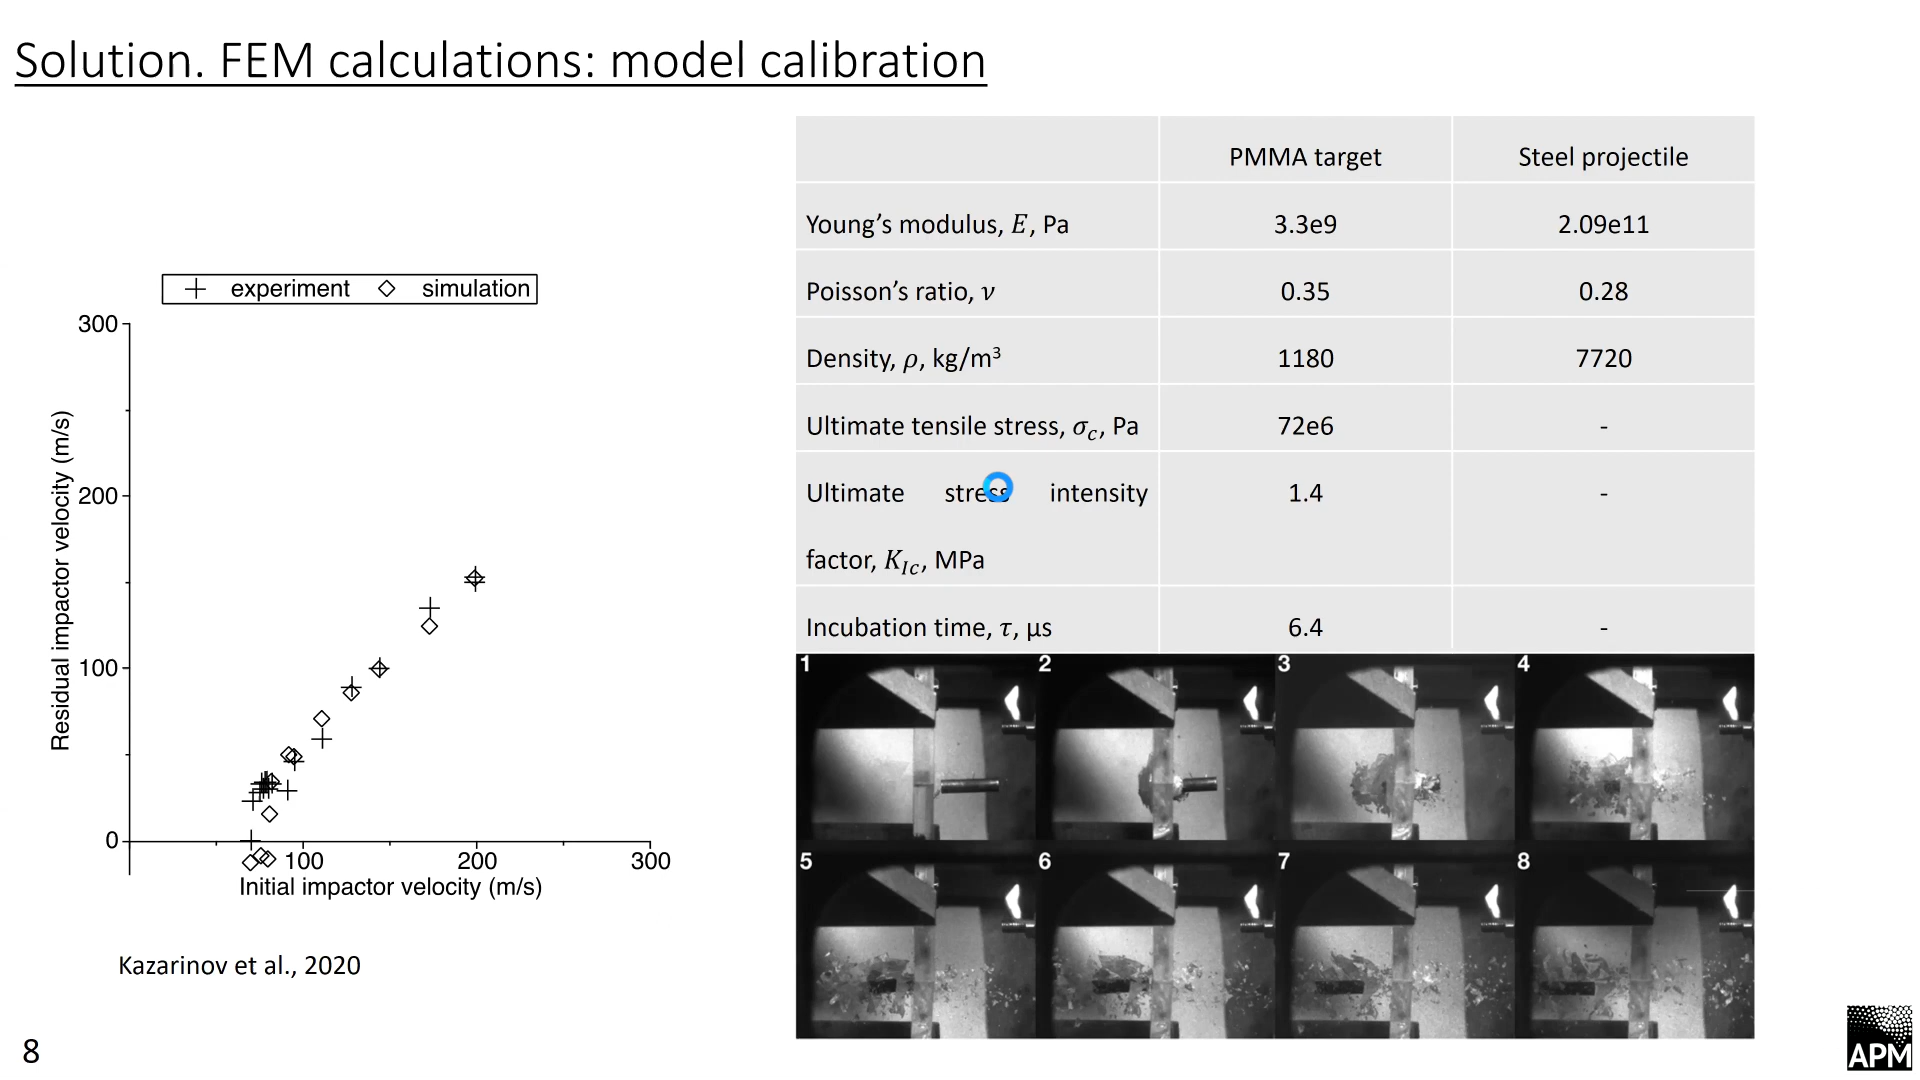 Solution. FEM calculations: model calibration
experiment simulation
300
200
100
0
100 200 300
Residual impactor velocity (m/s)
Initial impactor velocity (m/s)
Kazarinov et al., 2020
PMMA target Steel projectile
Young’s modulus, E, Pa 3.3e9 2.09e11
Poisson’s ratio, ν 0.35 0.28
Density, ρ, kg/m³ 1180 7720
Ultimate tensile stress, σc, Pa 72e6 -
Ultimate stress intensity 1.4 -
factor, KIc, MPa
Incubation time, τ, µs 6.4 -
1 2 3 4
5 6 7 8
8
APM